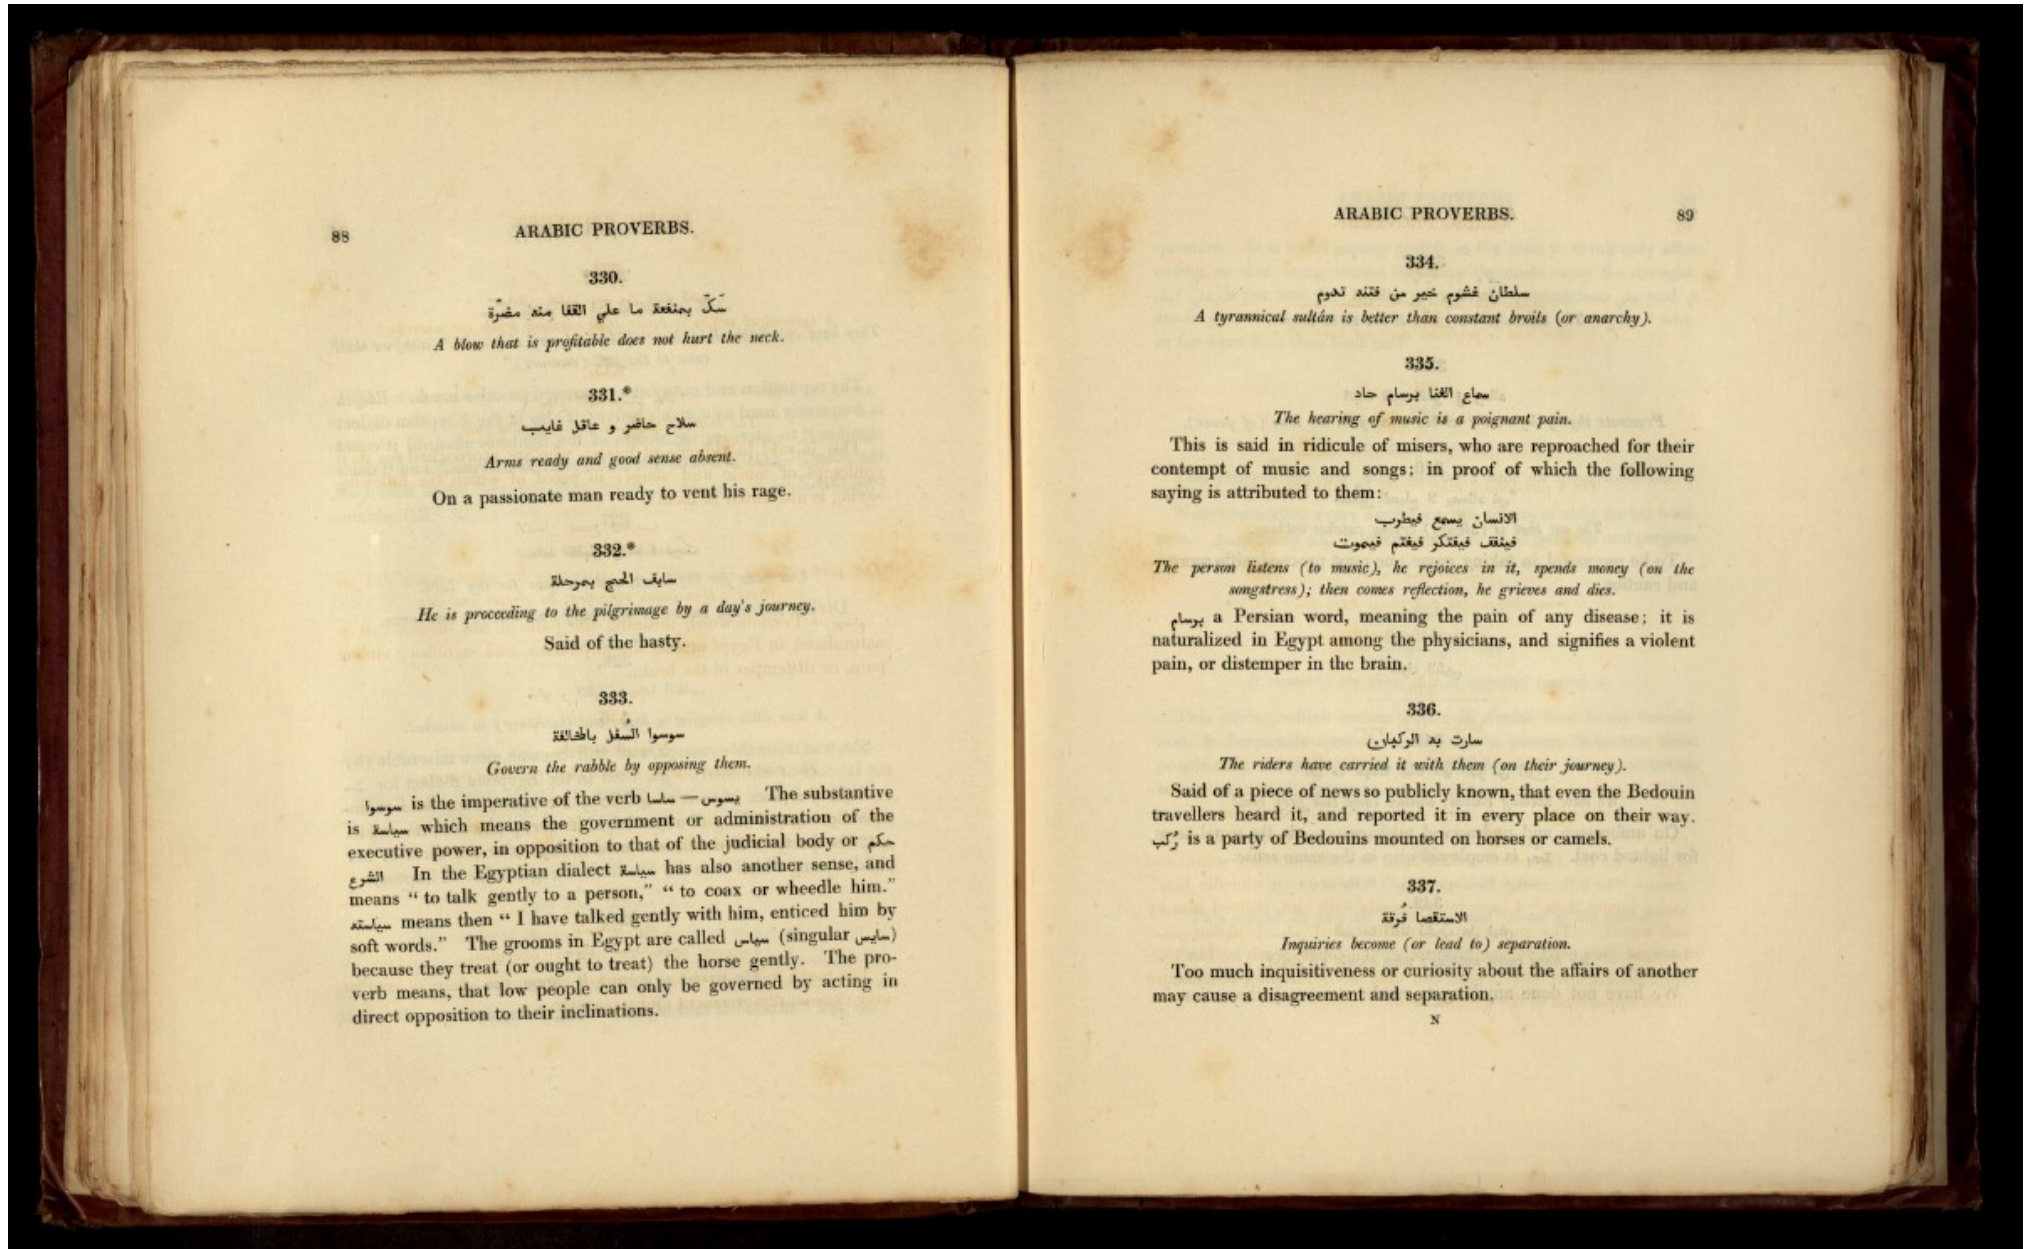 88
ARABIC PROVERBS.
330.
سَكّ بمنفعة ما علي القفا منه مضرّة
A blow that is profitable does not hurt the neck.
331.*
سلاح حاضر و عاقل غايب
Arms ready and good sense absent.
On a passionate man ready to vent his rage.
332.*
سايف الحج بمرحلة
He is proceeding to the pilgrimage by a day's journey.
Said of the hasty.
333.
سوسوا السُفل بالمخالفة
Govern the rabble by opposing them.
سوسوا is the imperative of the verb ساسا — يسوس The substantive
is سياسة which means the government or administration of the
executive power, in opposition to that of the judicial body or حكم
الشرع In the Egyptian dialect سياسة has also another sense, and
means “ to talk gently to a person,” “ to coax or wheedle him.”
سياسته means then “ I have talked gently with him, enticed him by
soft words.” The grooms in Egypt are called سياس (singular سايس)
because they treat (or ought to treat) the horse gently. The pro-
verb means, that low people can only be governed by acting in
direct opposition to their inclinations.
ARABIC PROVERBS.
89
334.
سلطان غشوم خير من فتنه تدوم
A tyrannical sultán is better than constant broils (or anarchy).
335.
سماع الغنا برسام حاد
The hearing of music is a poignant pain.
This is said in ridicule of misers, who are reproached for their
contempt of music and songs; in proof of which the following
saying is attributed to them:
الانسان يسمع فيطرب
فينفف فيفتكر فيغتم فيموت
The person listens (to music), he rejoices in it, spends money (on the
songstress); then comes reflection, he grieves and dies.
برسام a Persian word, meaning the pain of any disease; it is
naturalized in Egypt among the physicians, and signifies a violent
pain, or distemper in the brain.
336.
سارت به الركبان
The riders have carried it with them (on their journey).
Said of a piece of news so publicly known, that even the Bedouin
travellers heard it, and reported it in every place on their way.
رُكب is a party of Bedouins mounted on horses or camels.
337.
الاستقصا فُرقة
Inquiries become (or lead to) separation.
Too much inquisitiveness or curiosity about the affairs of another
may cause a disagreement and separation.
N